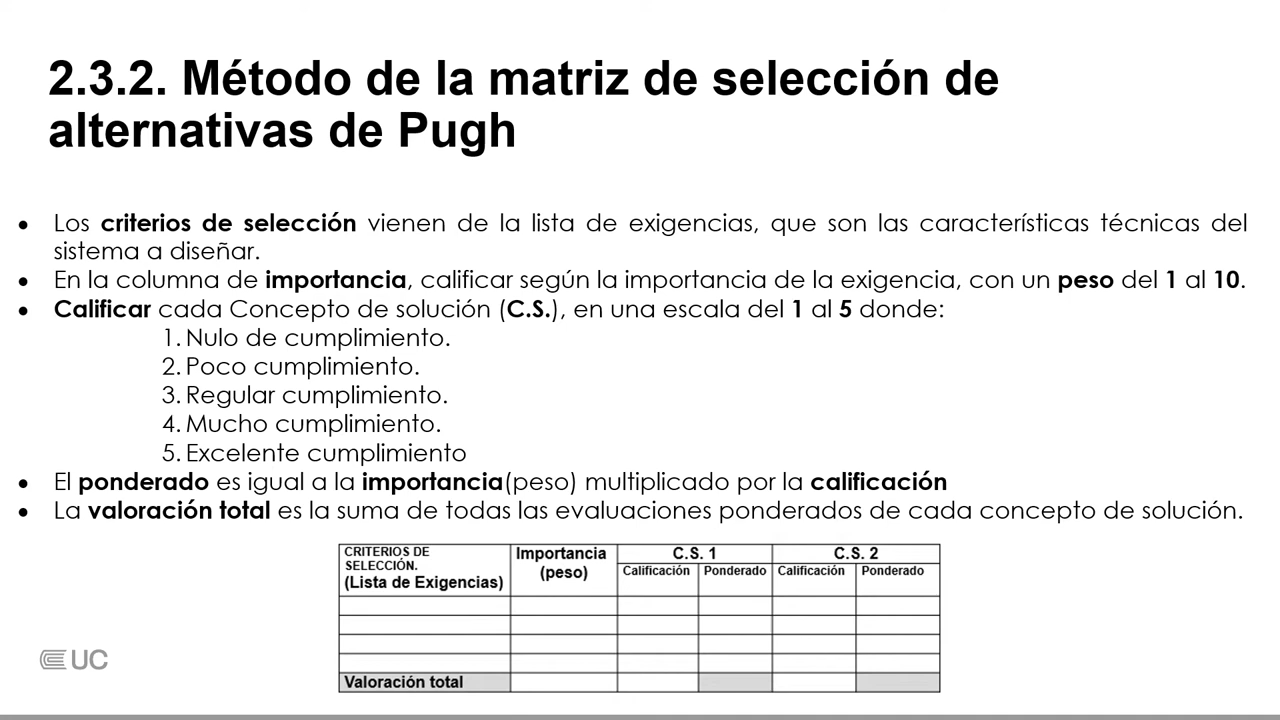 2.3.2. Método de la matriz de selección de
alternativas de Pugh
• Los criterios de selección vienen de la lista de exigencias, que son las características técnicas del
sistema a diseñar.
• En la columna de importancia, calificar según la importancia de la exigencia, con un peso del 1 al 10.
• Calificar cada Concepto de solución (C.S.), en una escala del 1 al 5 donde:
1. Nulo de cumplimiento.
2. Poco cumplimiento.
3. Regular cumplimiento.
4. Mucho cumplimiento.
5. Excelente cumplimiento
• El ponderado es igual a la importancia(peso) multiplicado por la calificación
• La valoración total es la suma de todas las evaluaciones ponderados de cada concepto de solución.
CRITERIOS DE
SELECCIÓN.
(Lista de Exigencias)
Importancia
(peso)
C.S. 1
C.S. 2
Calificación Ponderado Calificación Ponderado
Valoración total
UC